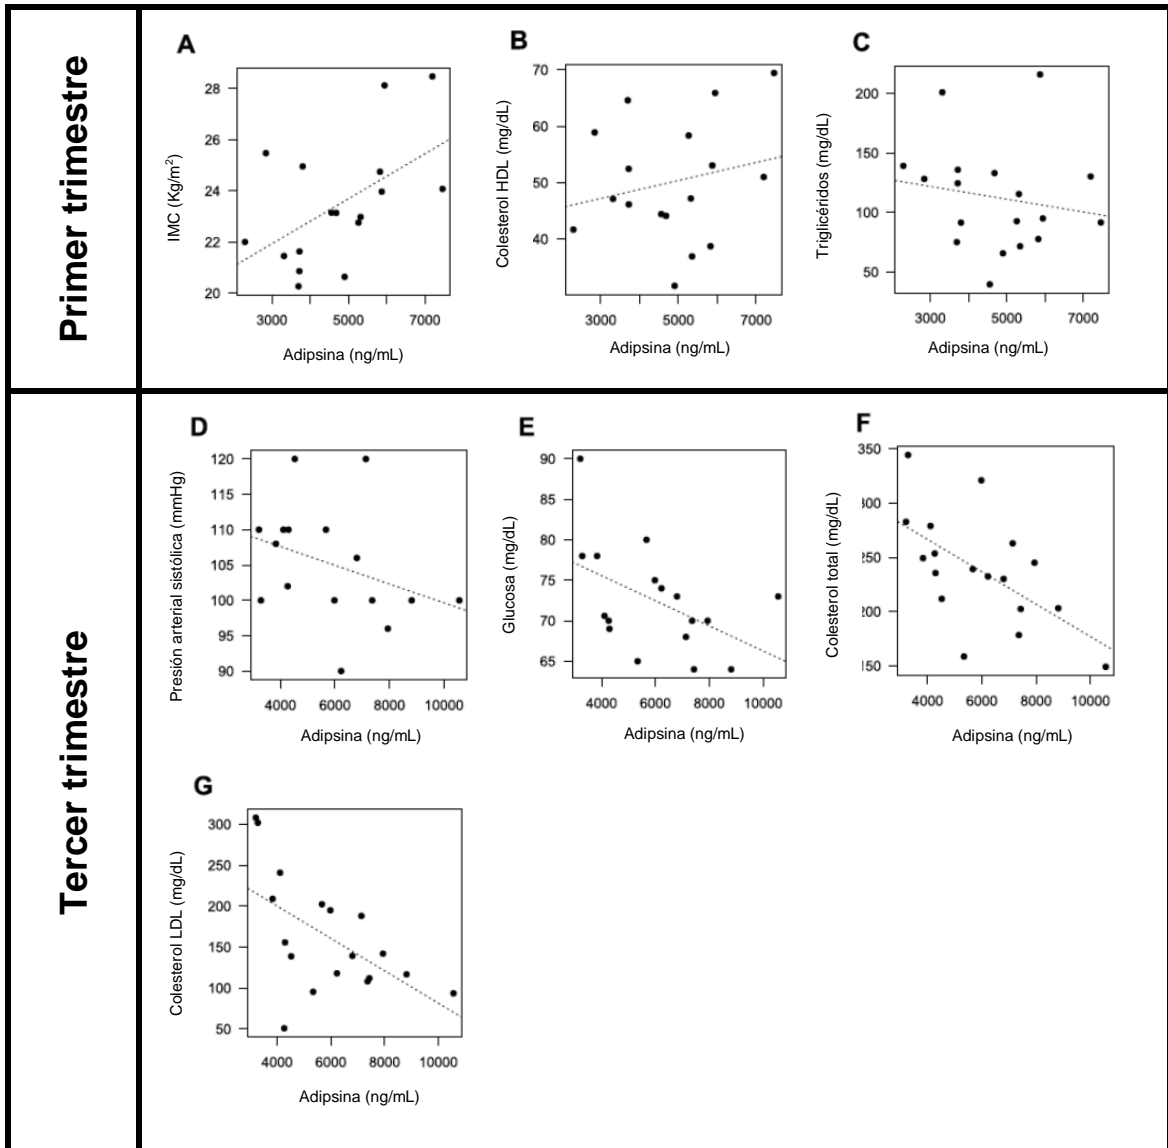 Primer trimestre
A
IMC (Kg/m²)
28
26
24
22
20
3000 5000 7000
Adipsina (ng/mL)
B
Colesterol HDL (mg/dL)
70
60
50
40
3000 5000 7000
Adipsina (ng/mL)
C
Triglicéridos (mg/dL)
200
150
100
50
3000 5000 7000
Adipsina (ng/mL)
Tercer trimestre
D
Presión arterial sistólica (mmHg)
120
115
110
105
100
95
90
4000 6000 8000 10000
Adipsina (ng/mL)
E
Glucosa (mg/dL)
90
85
80
75
70
65
4000 6000 8000 10000
Adipsina (ng/mL)
F
Colesterol total (mg/dL)
350
300
250
200
150
4000 6000 8000 10000
Adipsina (ng/mL)
G
Colesterol LDL (mg/dL)
300
250
200
150
100
50
4000 6000 8000 10000
Adipsina (ng/mL)